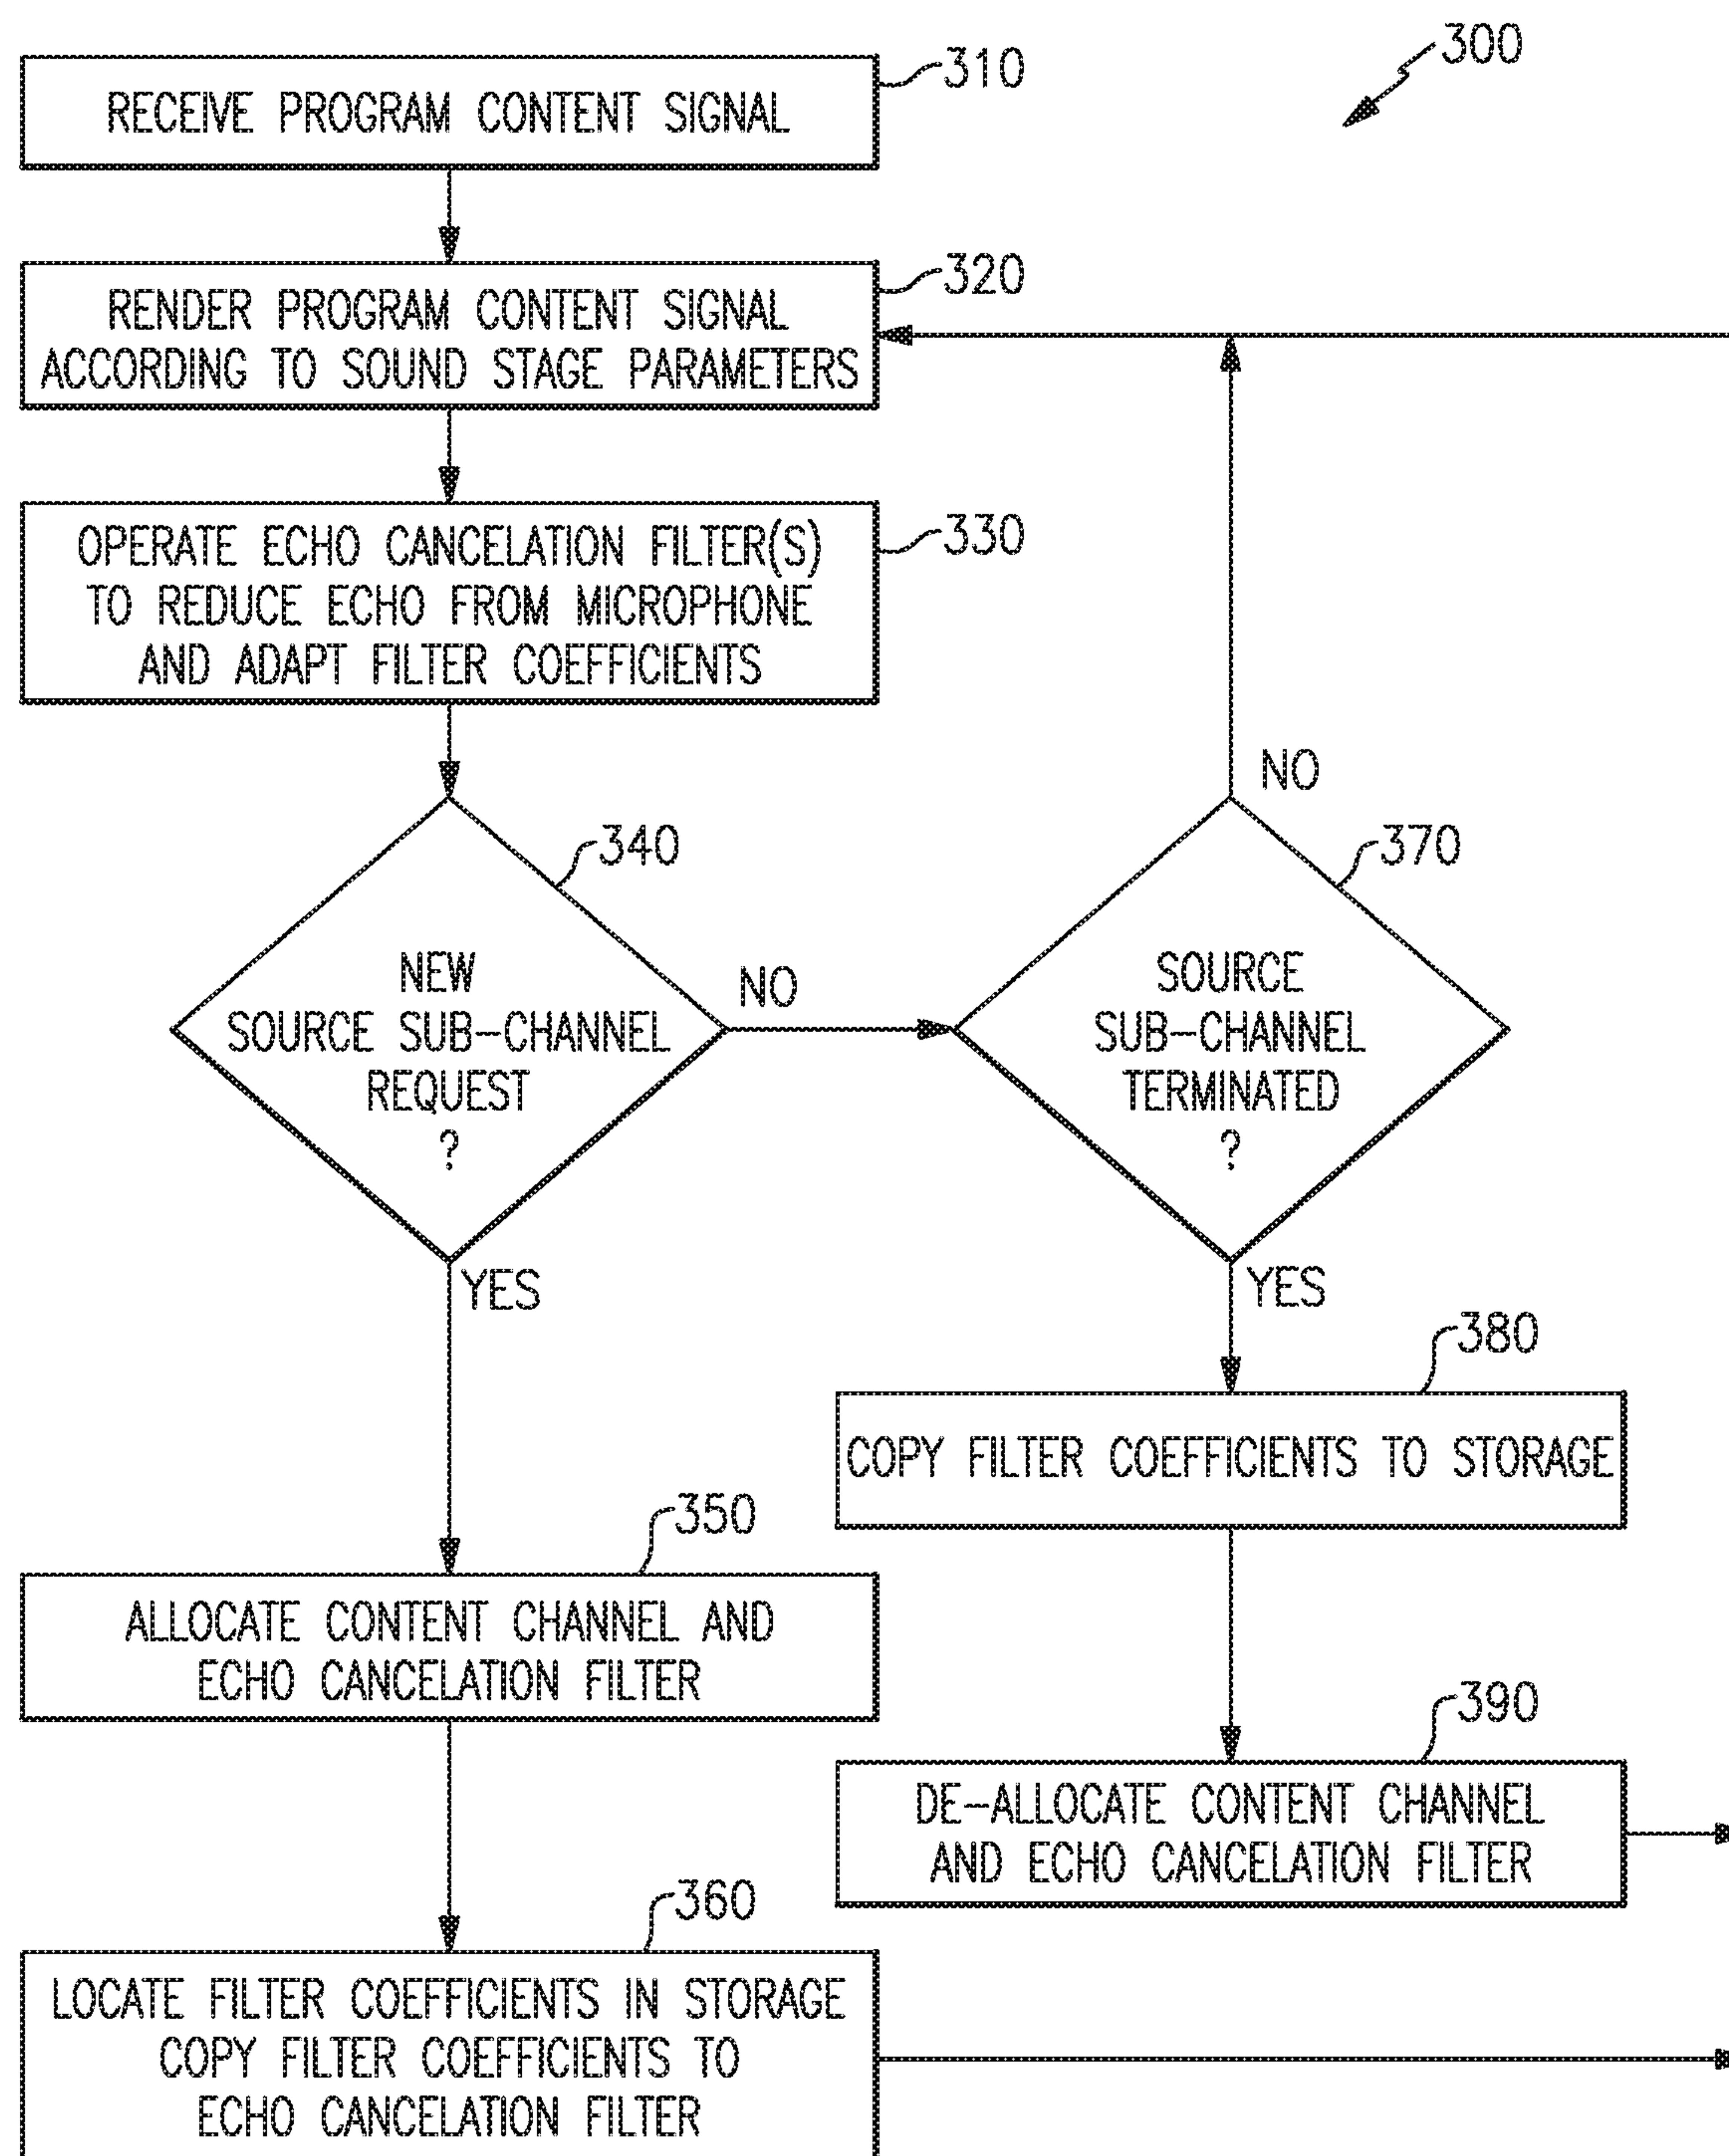 300
310
RECEIVE PROGRAM CONTENT SIGNAL
320
RENDER PROGRAM CONTENT SIGNAL
ACCORDING TO SOUND STAGE PARAMETERS
330
OPERATE ECHO CANCELATION FILTER(S)
TO REDUCE ECHO FROM MICROPHONE
AND ADAPT FILTER COEFFICIENTS
340
NEW
SOURCE SUB-CHANNEL
REQUEST
?
NO
YES
370
SOURCE
SUB-CHANNEL
TERMINATED
?
NO
YES
380
COPY FILTER COEFFICIENTS TO STORAGE
350
ALLOCATE CONTENT CHANNEL AND
ECHO CANCELATION FILTER
390
DE-ALLOCATE CONTENT CHANNEL
AND ECHO CANCELATION FILTER
360
LOCATE FILTER COEFFICIENTS IN STORAGE
COPY FILTER COEFFICIENTS TO
ECHO CANCELATION FILTER